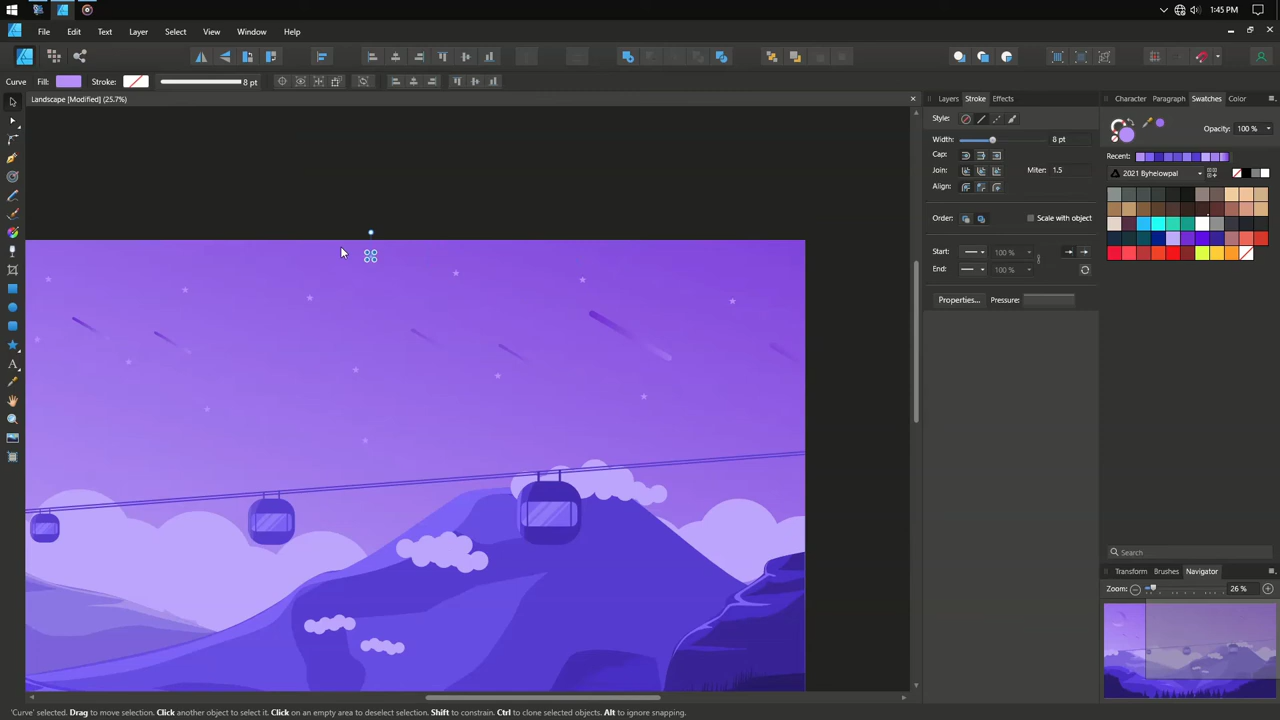 1:45 PM
File Edit Text Layer Select View Window Help
Curve Fill: Stroke: 8 pt
Landscape [Modified] (25.7%)
Layers Stroke Effects
Style:
Width: 8 pt
Cap:
Join: Miter: 1.5
Align:
Order: Scale with object
Start: 100 %
End: 100 %
Properties... Pressure:
Character Paragraph Swatches Color
Opacity: 100 %
Recent:
2021 Byhelowpal
Search
Transform Brushes Navigator
Zoom: 26 %
'Curve' selected. Drag to move selection. Click another object to select it. Click on an empty area to deselect selection. Shift to constrain. Ctrl to clone selected objects. Alt to ignore snapping.